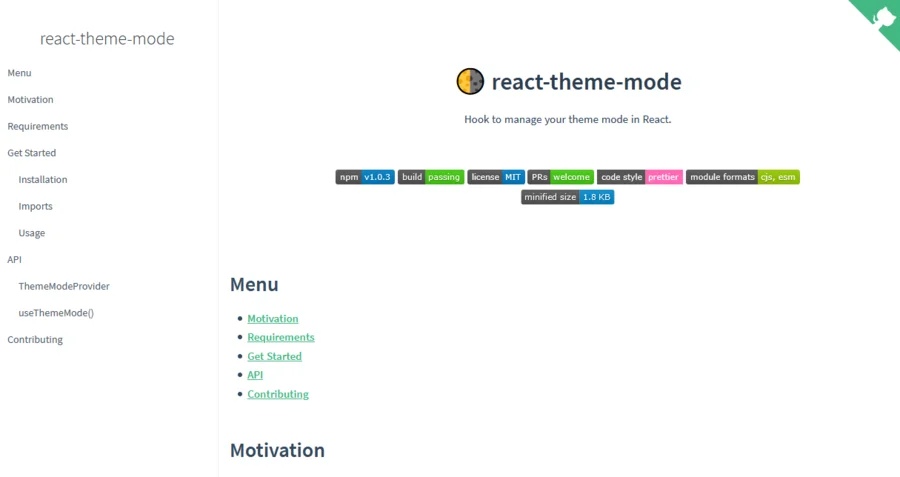 react-theme-mode
Menu
Motivation
Requirements
Get Started
Installation
Imports
Usage
API
ThemeModeProvider
useThemeMode()
Contributing
react-theme-mode
Hook to manage your theme mode in React.
npm v1.0.3 build passing license MIT PRs welcome code style prettier module formats cjs, esm
minified size 1.8 KB
Menu
Motivation
Requirements
Get Started
API
Contributing
Motivation